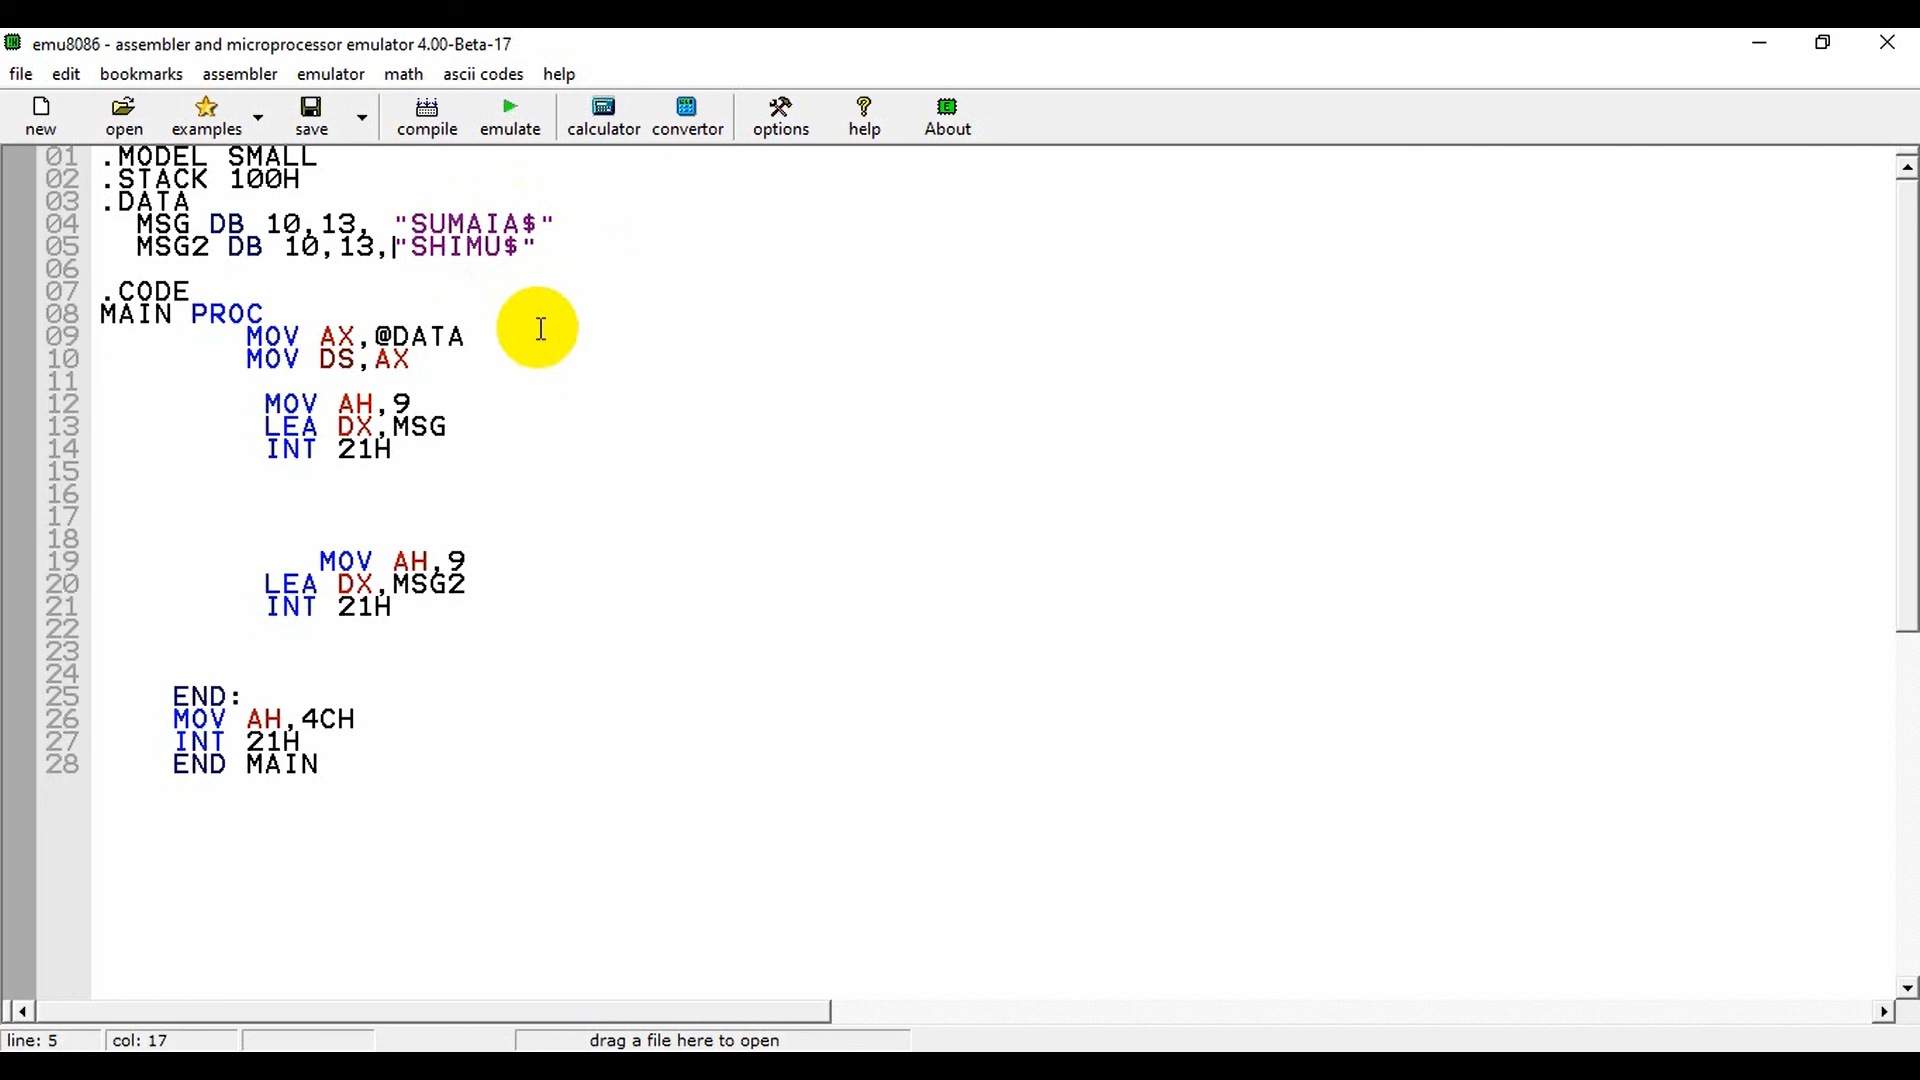 emu8086 - assembler and microprocessor emulator 4.00-Beta-17
file edit bookmarks assembler emulator math ascii codes help
new open examples save compile emulate calculator convertor options help About
01 .MODEL SMALL
02 .STACK 100H
03 .DATA
04 MSG DB 10,13, "SUMAIA$"
05 MSG2 DB 10,13,"SHIMU$"
06
07 .CODE
08 MAIN PROC
09 MOV AX,@DATA
10 MOV DS,AX
11
12 MOV AH,9
13 LEA DX,MSG
14 INT 21H
15
16
17
18
19 MOV AH,9
20 LEA DX,MSG2
21 INT 21H
22
23
24
25 END:
26 MOV AH,4CH
27 INT 21H
28 END MAIN
line: 5 col: 17 drag a file here to open